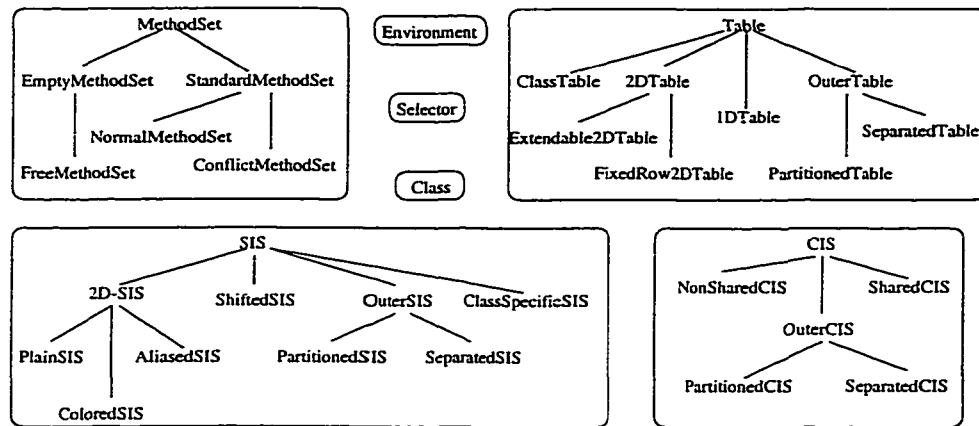 MethodSet
EmptyMethodSet StandardMethodSet
NormalMethodSet
FreeMethodSet ConflictMethodSet
Environment
Selector
Class
Table
ClassTable 2DTable OuterTable
1DTable
Extendable2DTable SeparatedTable
FixedRow2DTable PartitionedTable
SIS
2D-SIS ShiftedSIS OuterSIS ClassSpecificSIS
PlainSIS AliasedSIS PartitionedSIS SeparatedSIS
ColoredSIS
CIS
NonSharedCIS SharedCIS
OuterCIS
PartitionedCIS SeparatedCIS